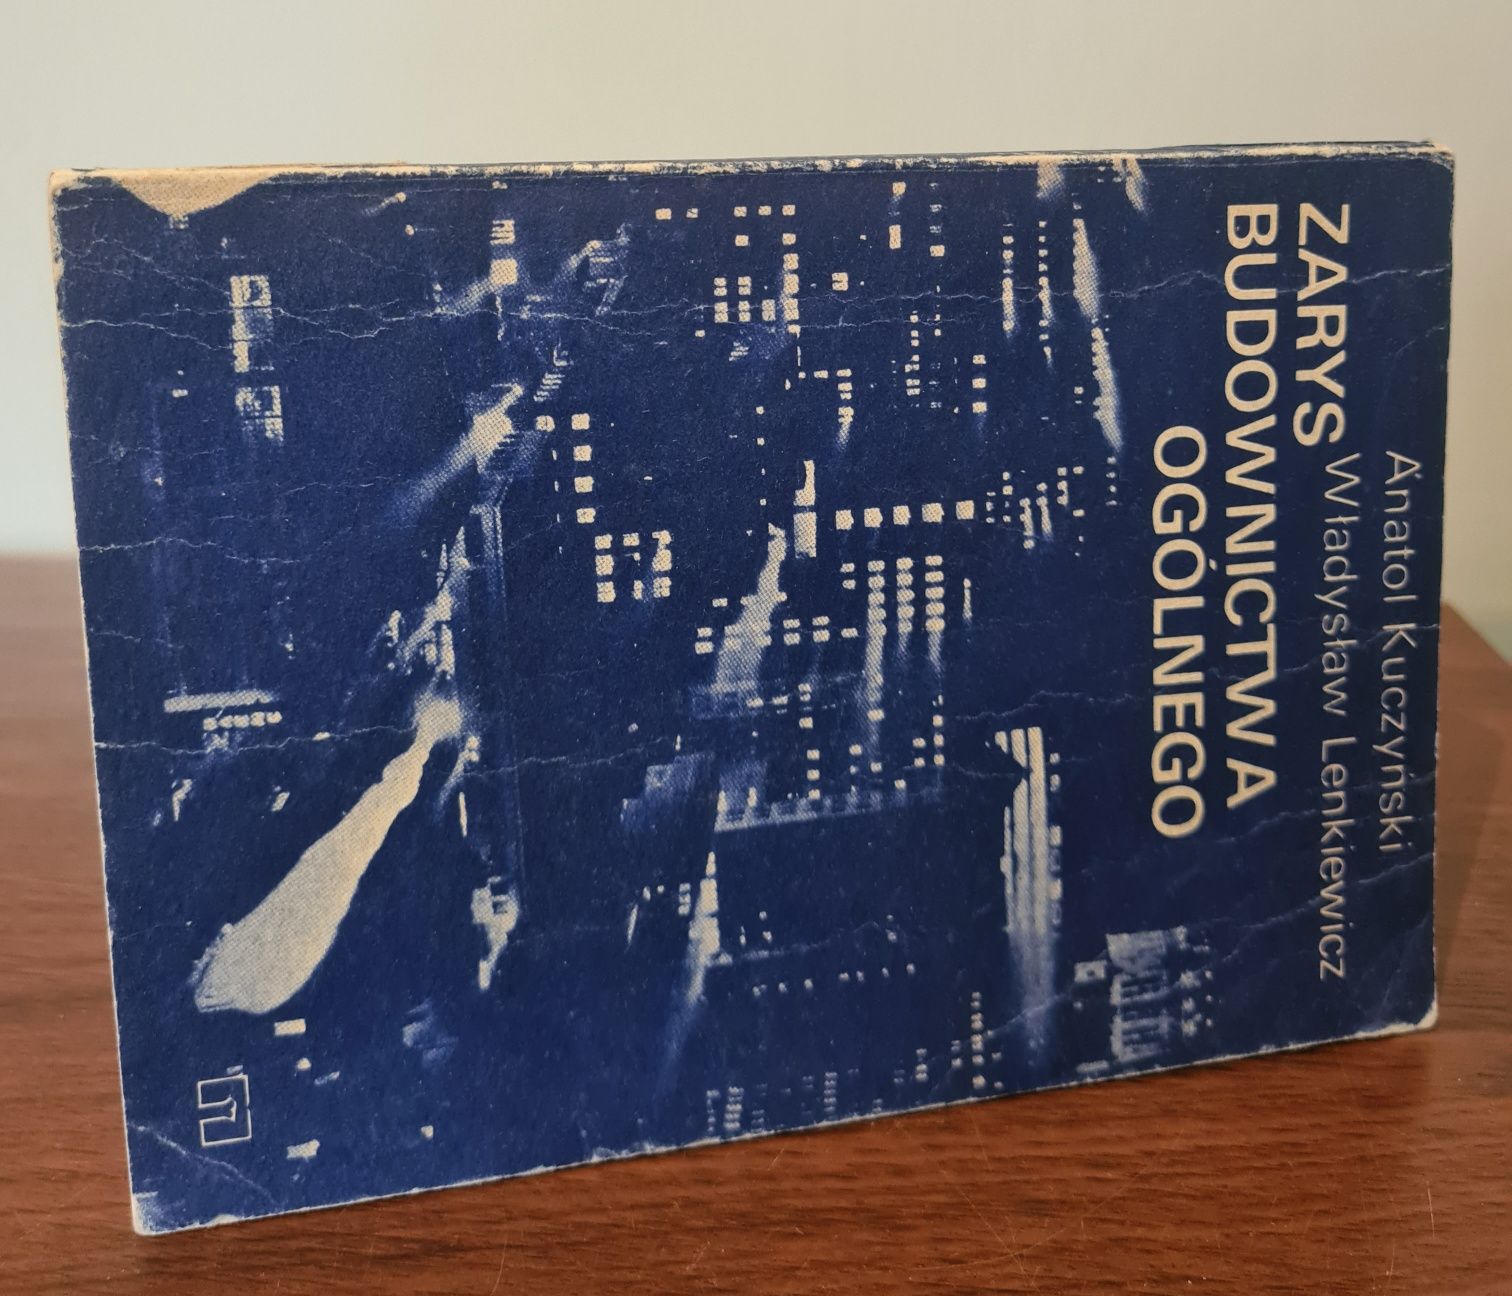 Anatol Kuczyński
Władysław Lenkiewicz
ZARYS
BUDOWNICTWA
OGÓLNEGO